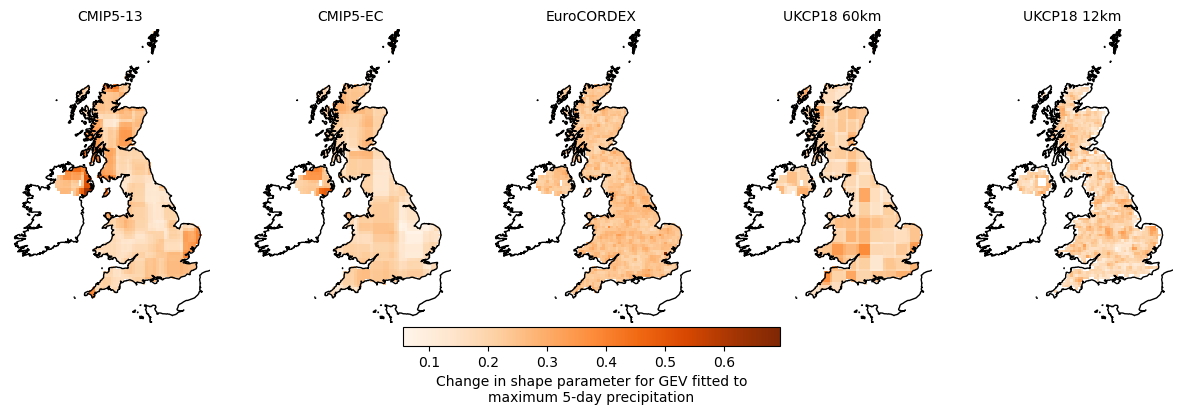 CMIP5-13
CMIP5-EC
EuroCORDEX
UKCP18 60km
UKCP18 12km
0.1
0.2
0.3
0.4
0.5
0.6
Change in shape parameter for GEV fitted to
maximum 5-day precipitation